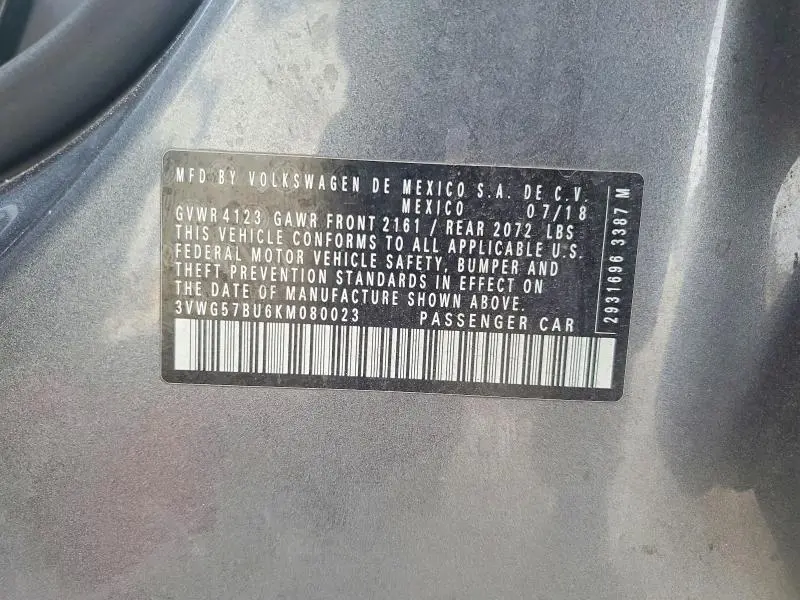 MFD BY VOLKSWAGEN DE MEXICO S.A. DE C.V.
MEXICO 07/18
GVWR 4123 GAWR FRONT 2161 / REAR 2072 LBS
THIS VEHICLE CONFORMS TO ALL APPLICABLE U.S.
FEDERAL MOTOR VEHICLE SAFETY, BUMPER AND
THEFT PREVENTION STANDARDS IN EFFECT ON
THE DATE OF MANUFACTURE SHOWN ABOVE.
3VWG57BU6KM080023 PASSENGER CAR
2931696 3387 M